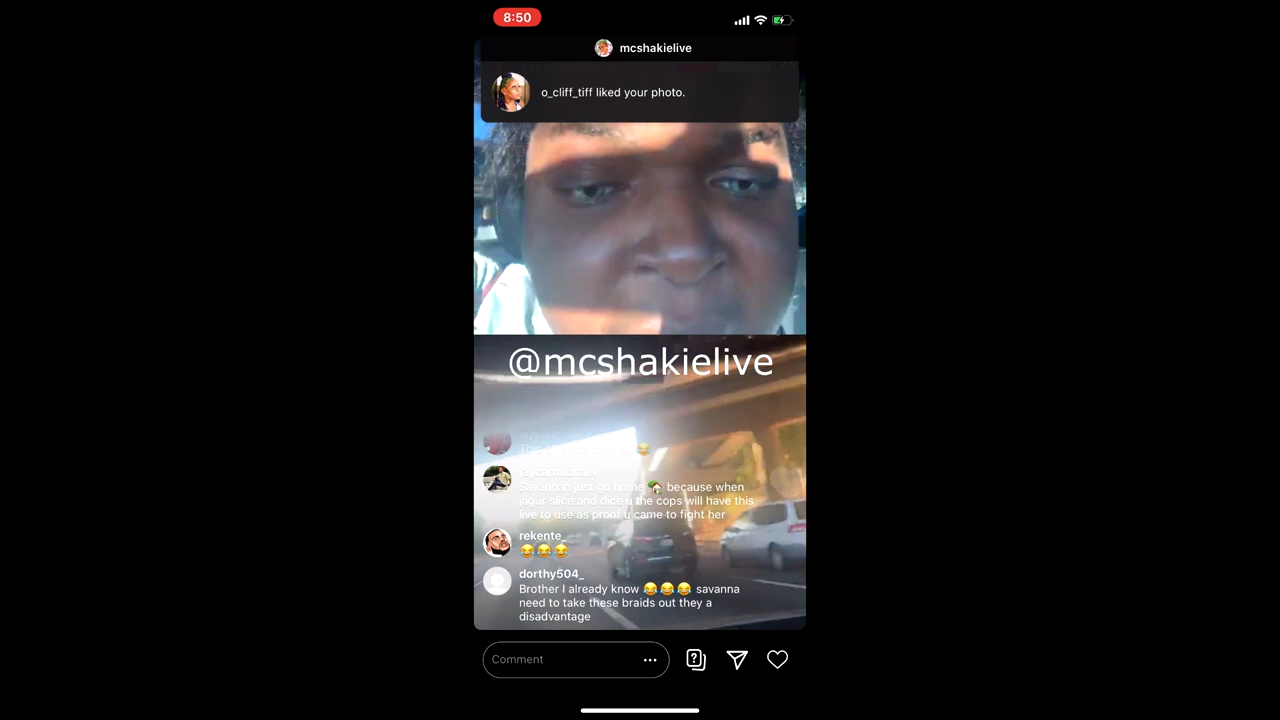 8:50
mcshakielive
o_cliff_tiff liked your photo.
@mcshakielive
Savannah just go home 🏡 because when
jagur slice and dice u the cops will have this
live to use as proof u came to fight her
rekente_
😂😂😂
dorthy504_
Brother I already know 😂😂😂 savanna
need to take these braids out they a
disadvantage
Comment